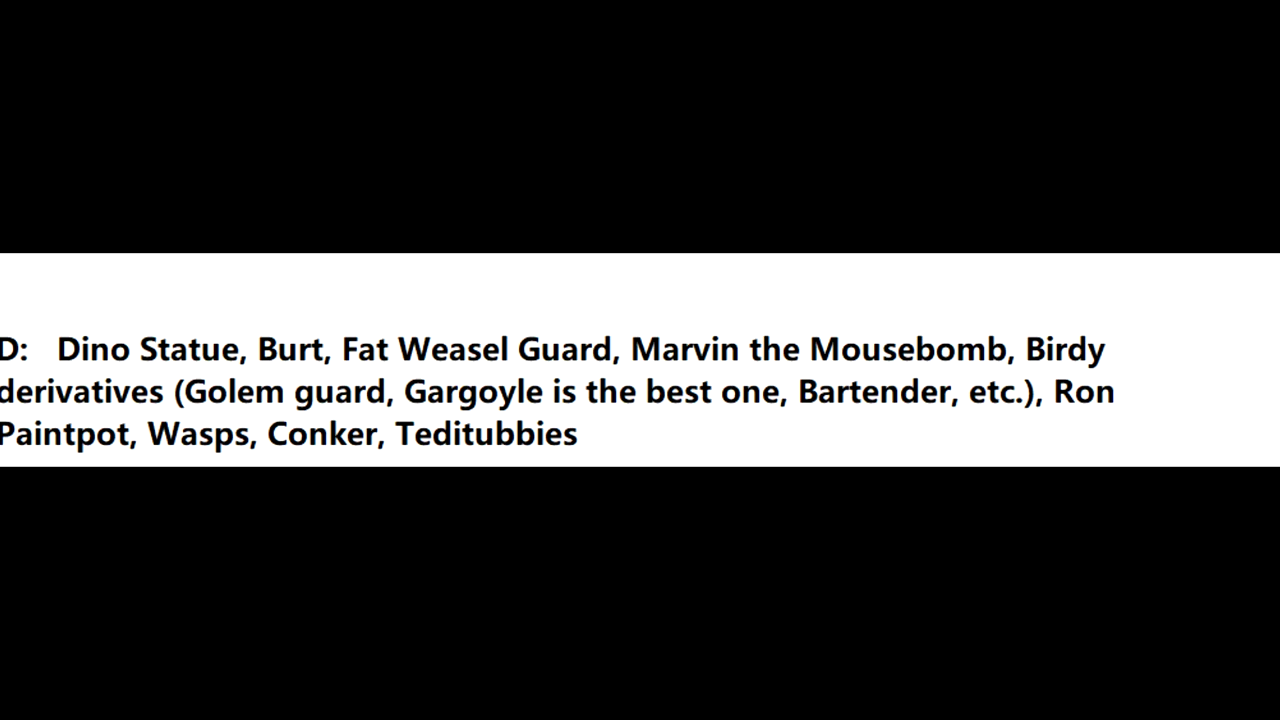 D: Dino Statue, Burt, Fat Weasel Guard, Marvin the Mousebomb, Birdy
derivatives (Golem guard, Gargoyle is the best one, Bartender, etc.), Ron
Paintpot, Wasps, Conker, Teditubbies